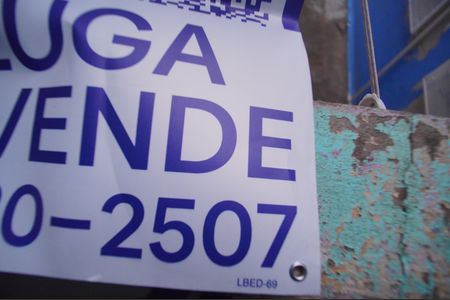 LUGA
VENDE
0-2507
LBED-69